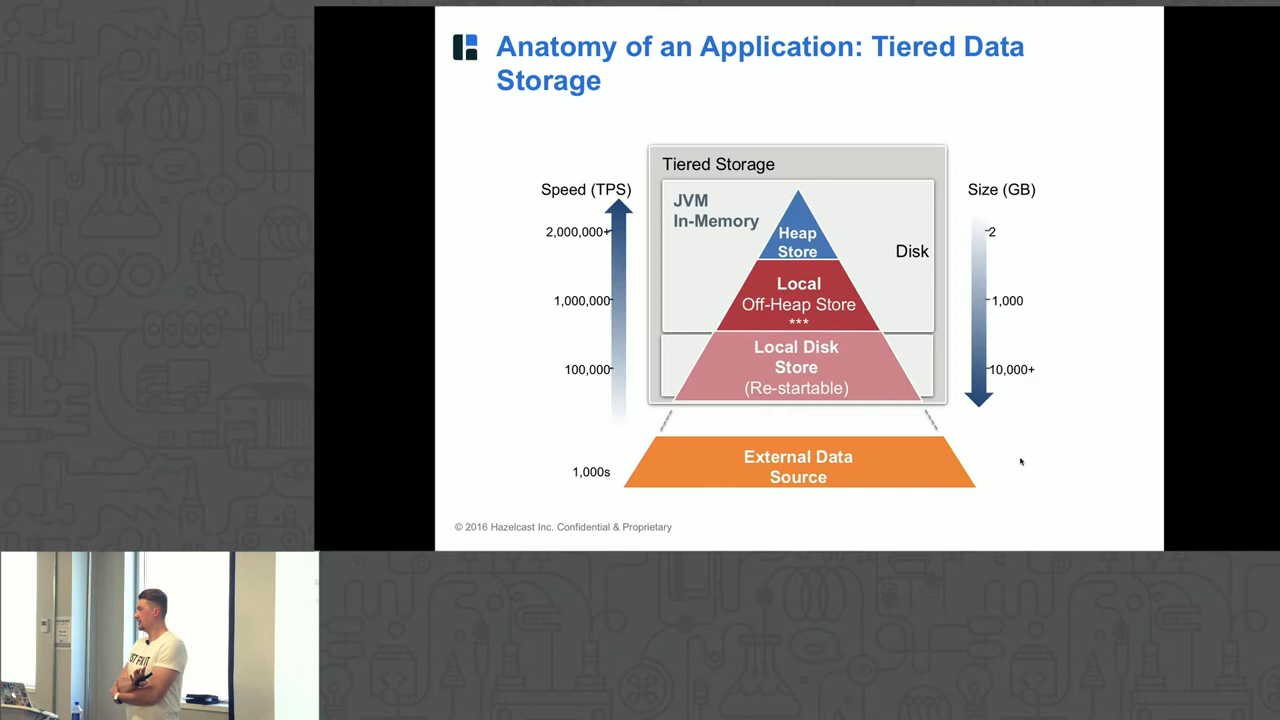 Anatomy of an Application: Tiered Data
Storage
Tiered Storage
Speed (TPS)
Size (GB)
JVM
In-Memory
2,000,000+
Heap
Store
2
Disk
Local
Off-Heap Store
***
1,000,000
1,000
Local Disk
Store
(Re-startable)
100,000
10,000+
External Data
Source
1,000s
© 2016 Hazelcast Inc. Confidential & Proprietary